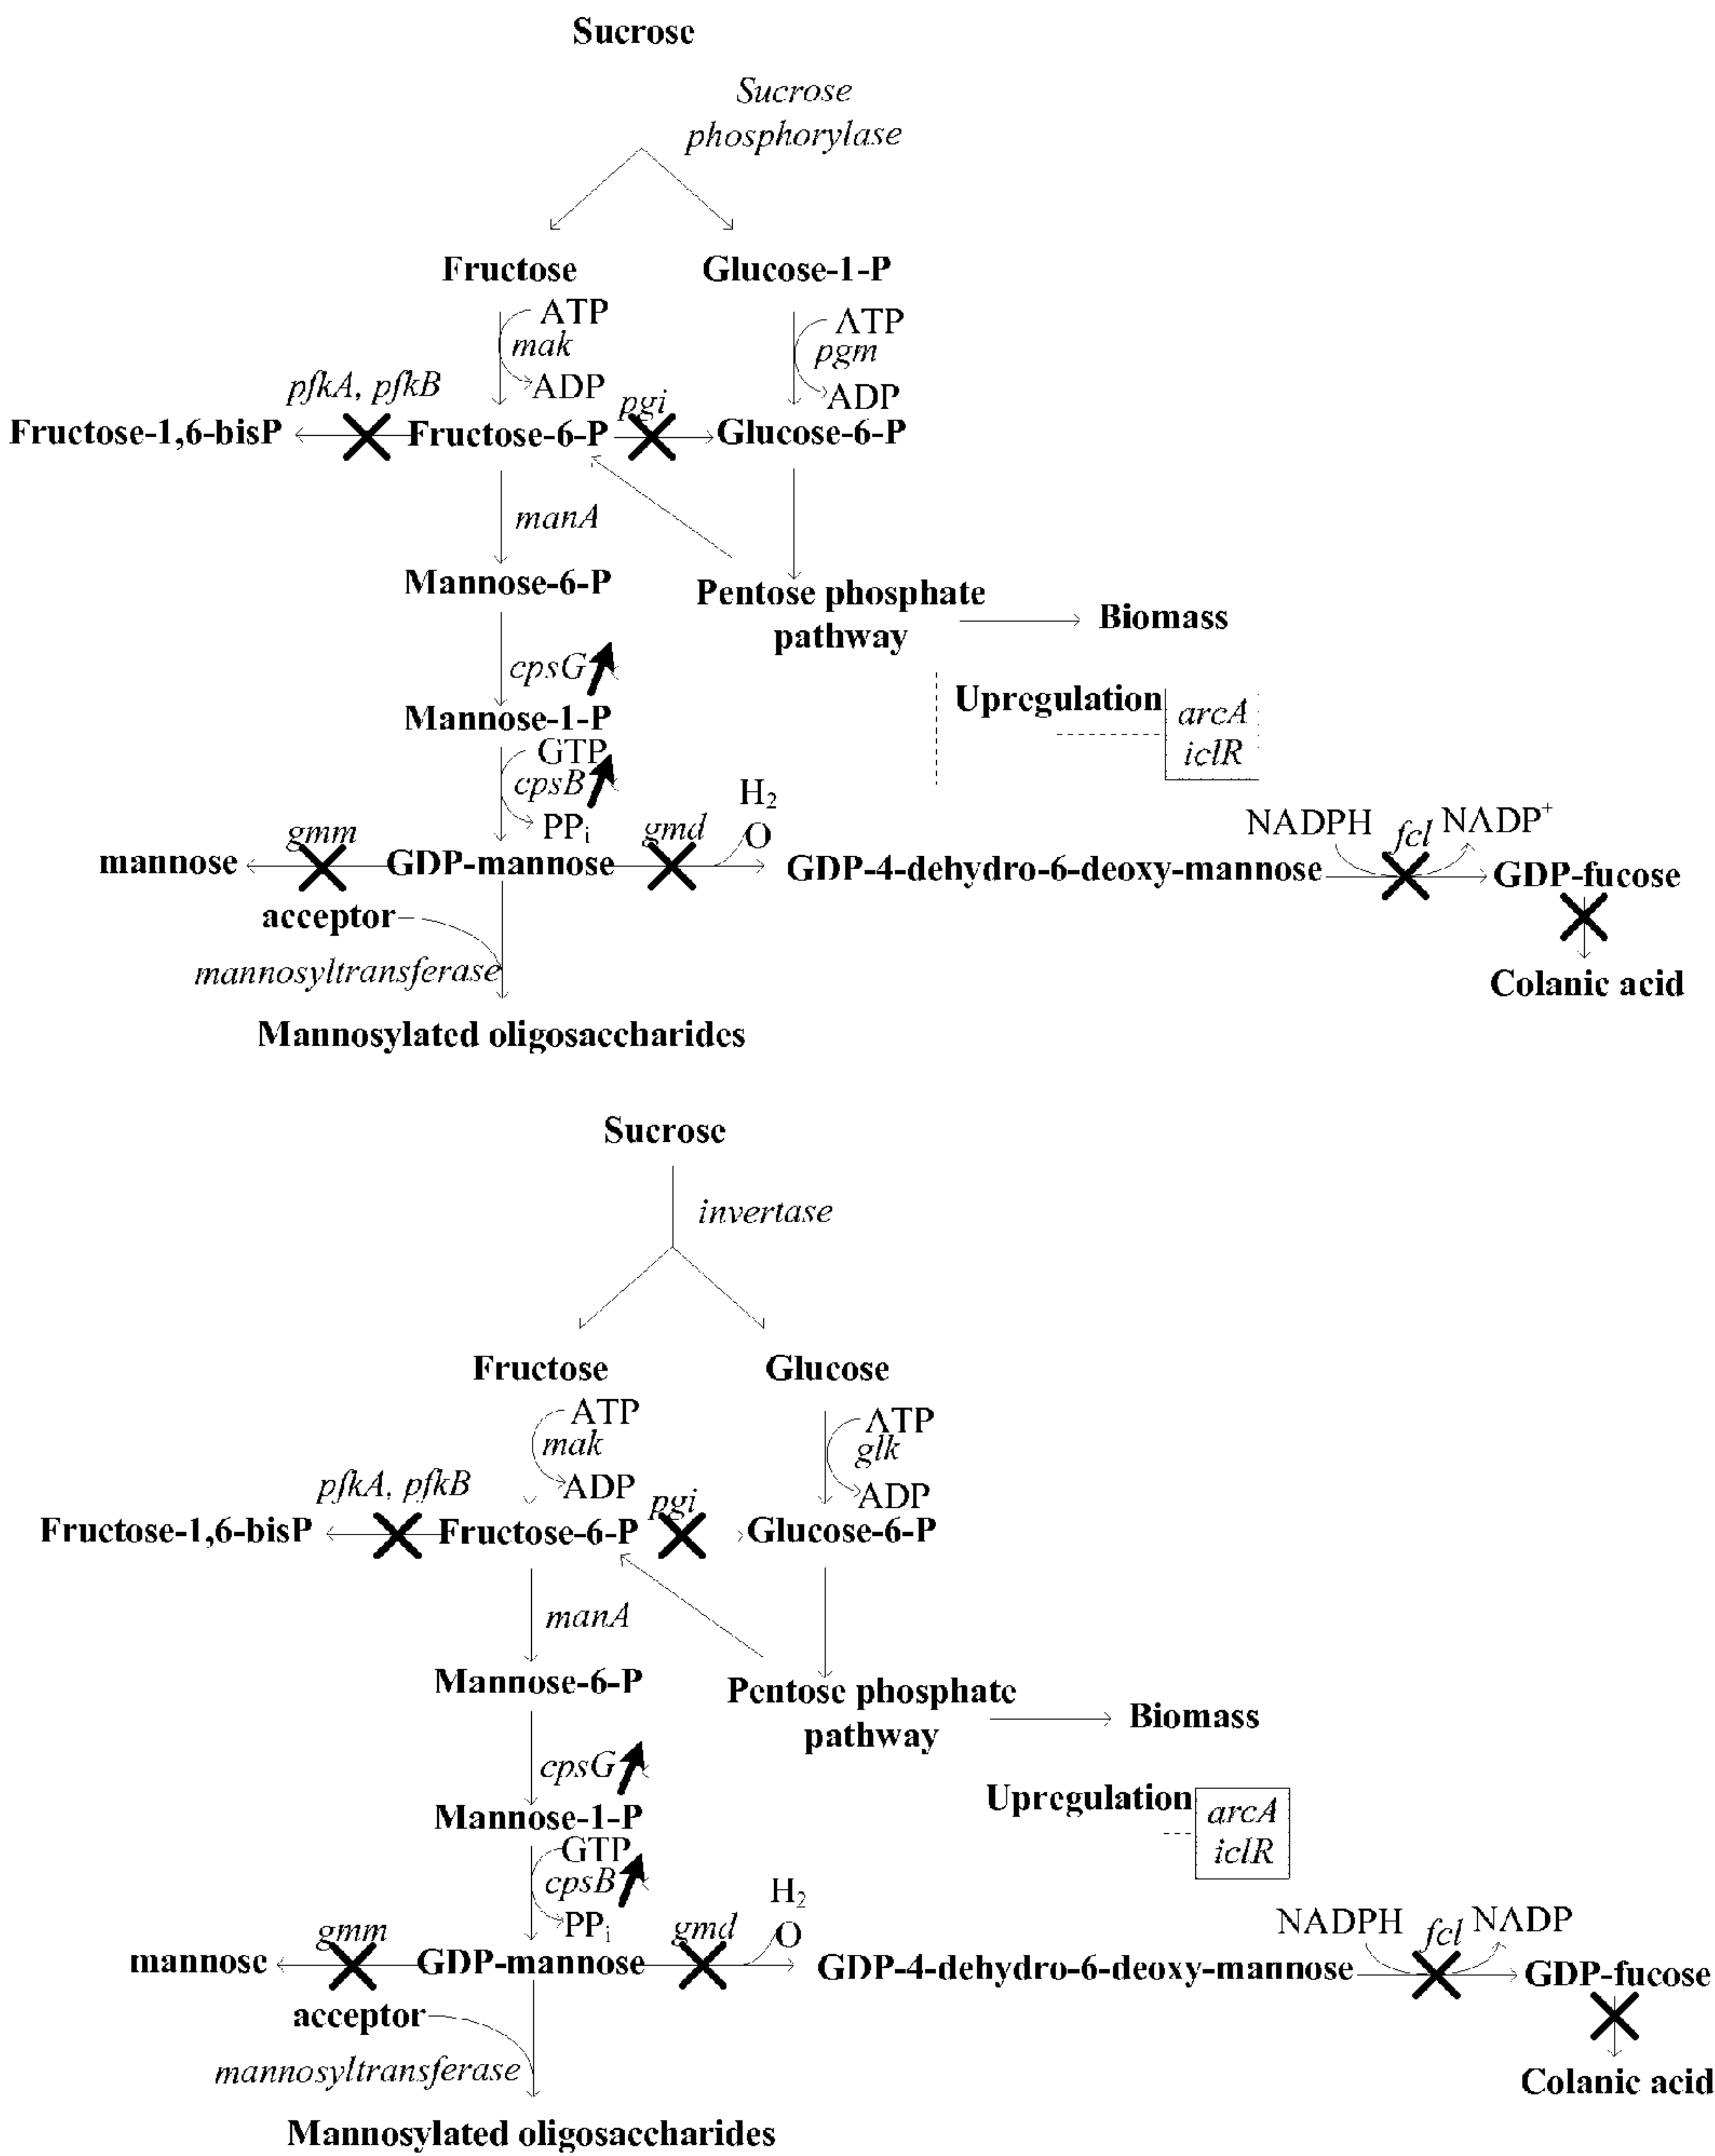 Sucrose
Sucrose
phosphorylase
Fructose
Glucose-1-P
ATP
mak
ADP
ATP
pgm
ADP
pfkA, pfkB
pgi
Fructose-1,6-bisP
Fructose-6-P
Glucose-6-P
manA
Mannose-6-P
Pentose phosphate
pathway
Biomass
cpsG
Mannose-1-P
Upregulation
arcA
iclR
GTP
cpsB
PPi
H2
O
gmm
gmd
NADPH
fcl
NADP+
mannose
GDP-mannose
GDP-4-dehydro-6-deoxy-mannose
GDP-fucose
acceptor
mannosyltransferase
Colanic acid
Mannosylated oligosaccharides
Sucrose
invertase
Fructose
Glucose
ATP
mak
ADP
ATP
glk
ADP
pfkA, pfkB
pgi
Fructose-1,6-bisP
Fructose-6-P
Glucose-6-P
manA
Mannose-6-P
Pentose phosphate
pathway
Biomass
cpsG
Mannose-1-P
Upregulation
arcA
iclR
GTP
cpsB
PPi
H2
O
gmm
gmd
NADPH
fcl
NADP
mannose
GDP-mannose
GDP-4-dehydro-6-deoxy-mannose
GDP-fucose
acceptor
mannosyltransferase
Colanic acid
Mannosylated oligosaccharides